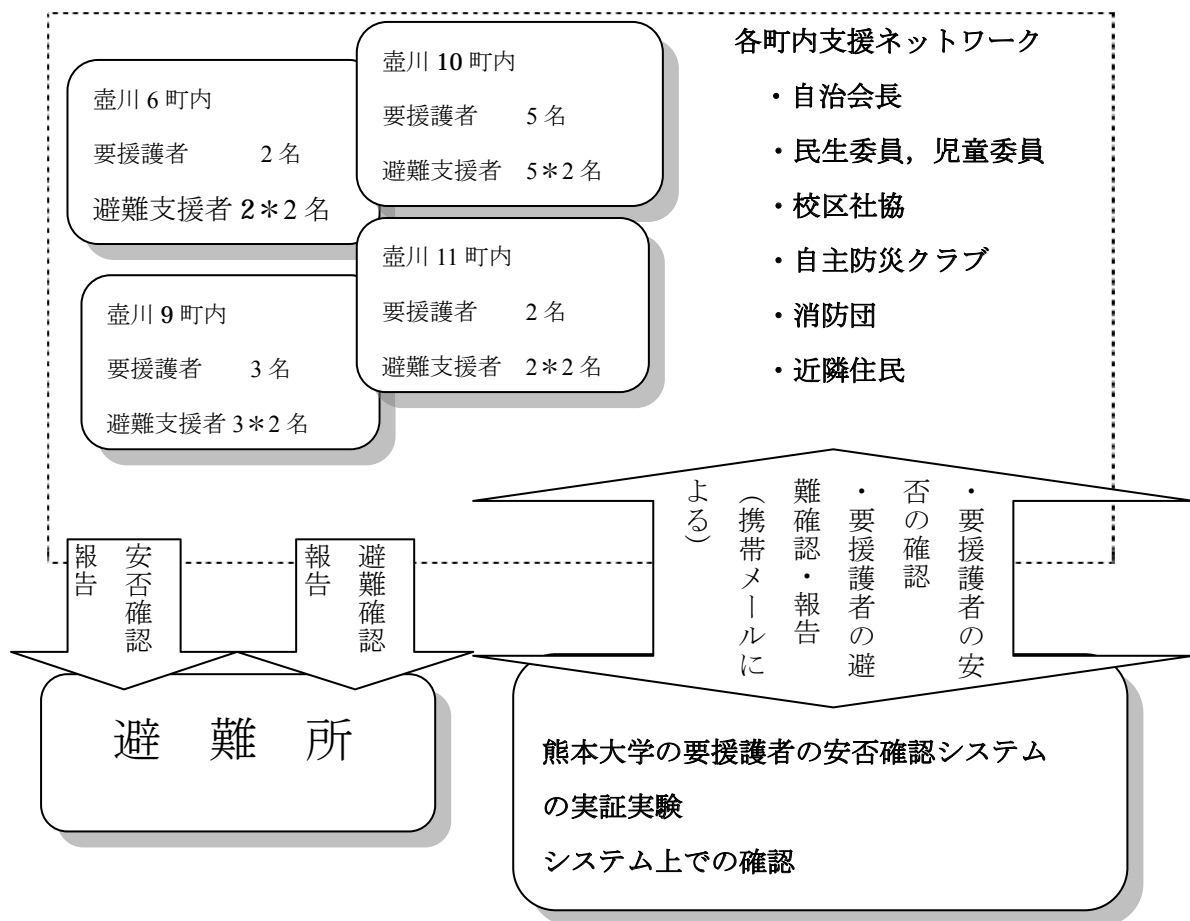 壺川 6 町内
要援護者 2 名
避難支援者 2＊2 名
壺川 10 町内
要援護者 5 名
避難支援者 5＊2 名
壺川 9 町内
要援護者 3 名
避難支援者 3＊2 名
壺川 11 町内
要援護者 2 名
避難支援者 2＊2 名
各町内支援ネットワーク
・自治会長
・民生委員，児童委員
・校区社協
・自主防災クラブ
・消防団
・近隣住民
安否確認
報告
避難確認
報告
・要援護者の安
否の確認
・要援護者の避
難確認・報告
（携帯メールに
よる）
避 難 所
熊本大学の要援護者の安否確認システム
の実証実験
システム上での確認